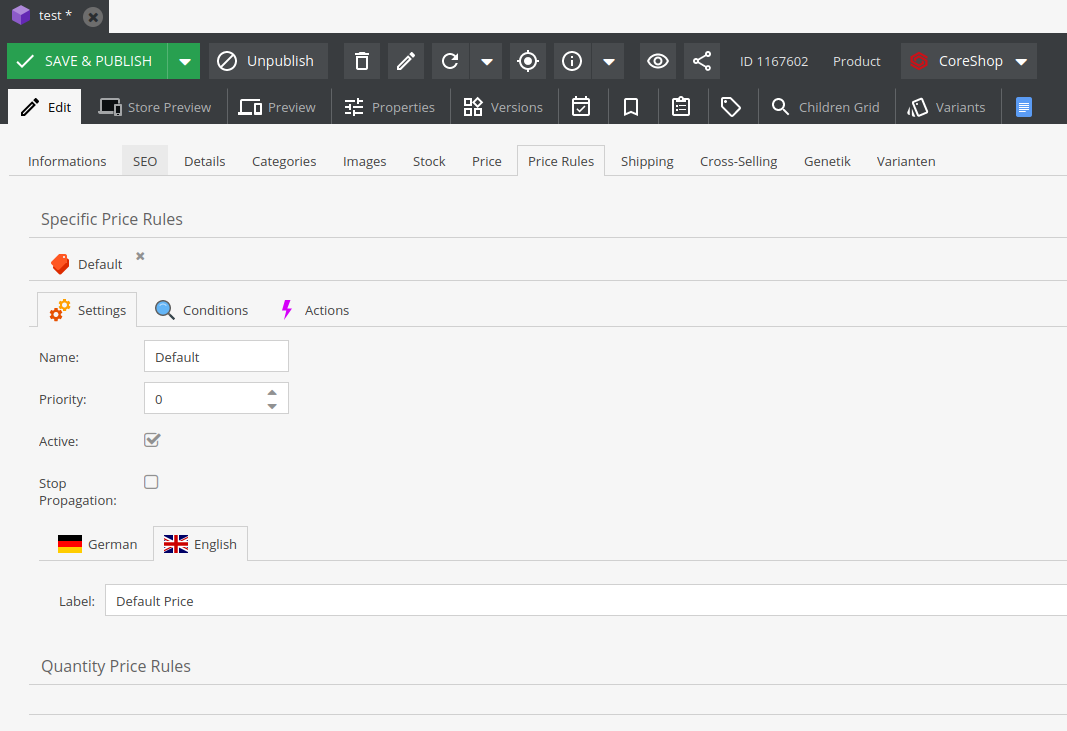 test *
SAVE & PUBLISH Unpublish ID 1167602 Product CoreShop
Edit Store Preview Preview Properties Versions Children Grid Variants
Informations SEO Details Categories Images Stock Price Price Rules Shipping Cross-Selling Genetik Varianten
Specific Price Rules
Default
Settings Conditions Actions
Name: Default
Priority: 0
Active:
Stop
Propagation:
German English
Label: Default Price
Quantity Price Rules